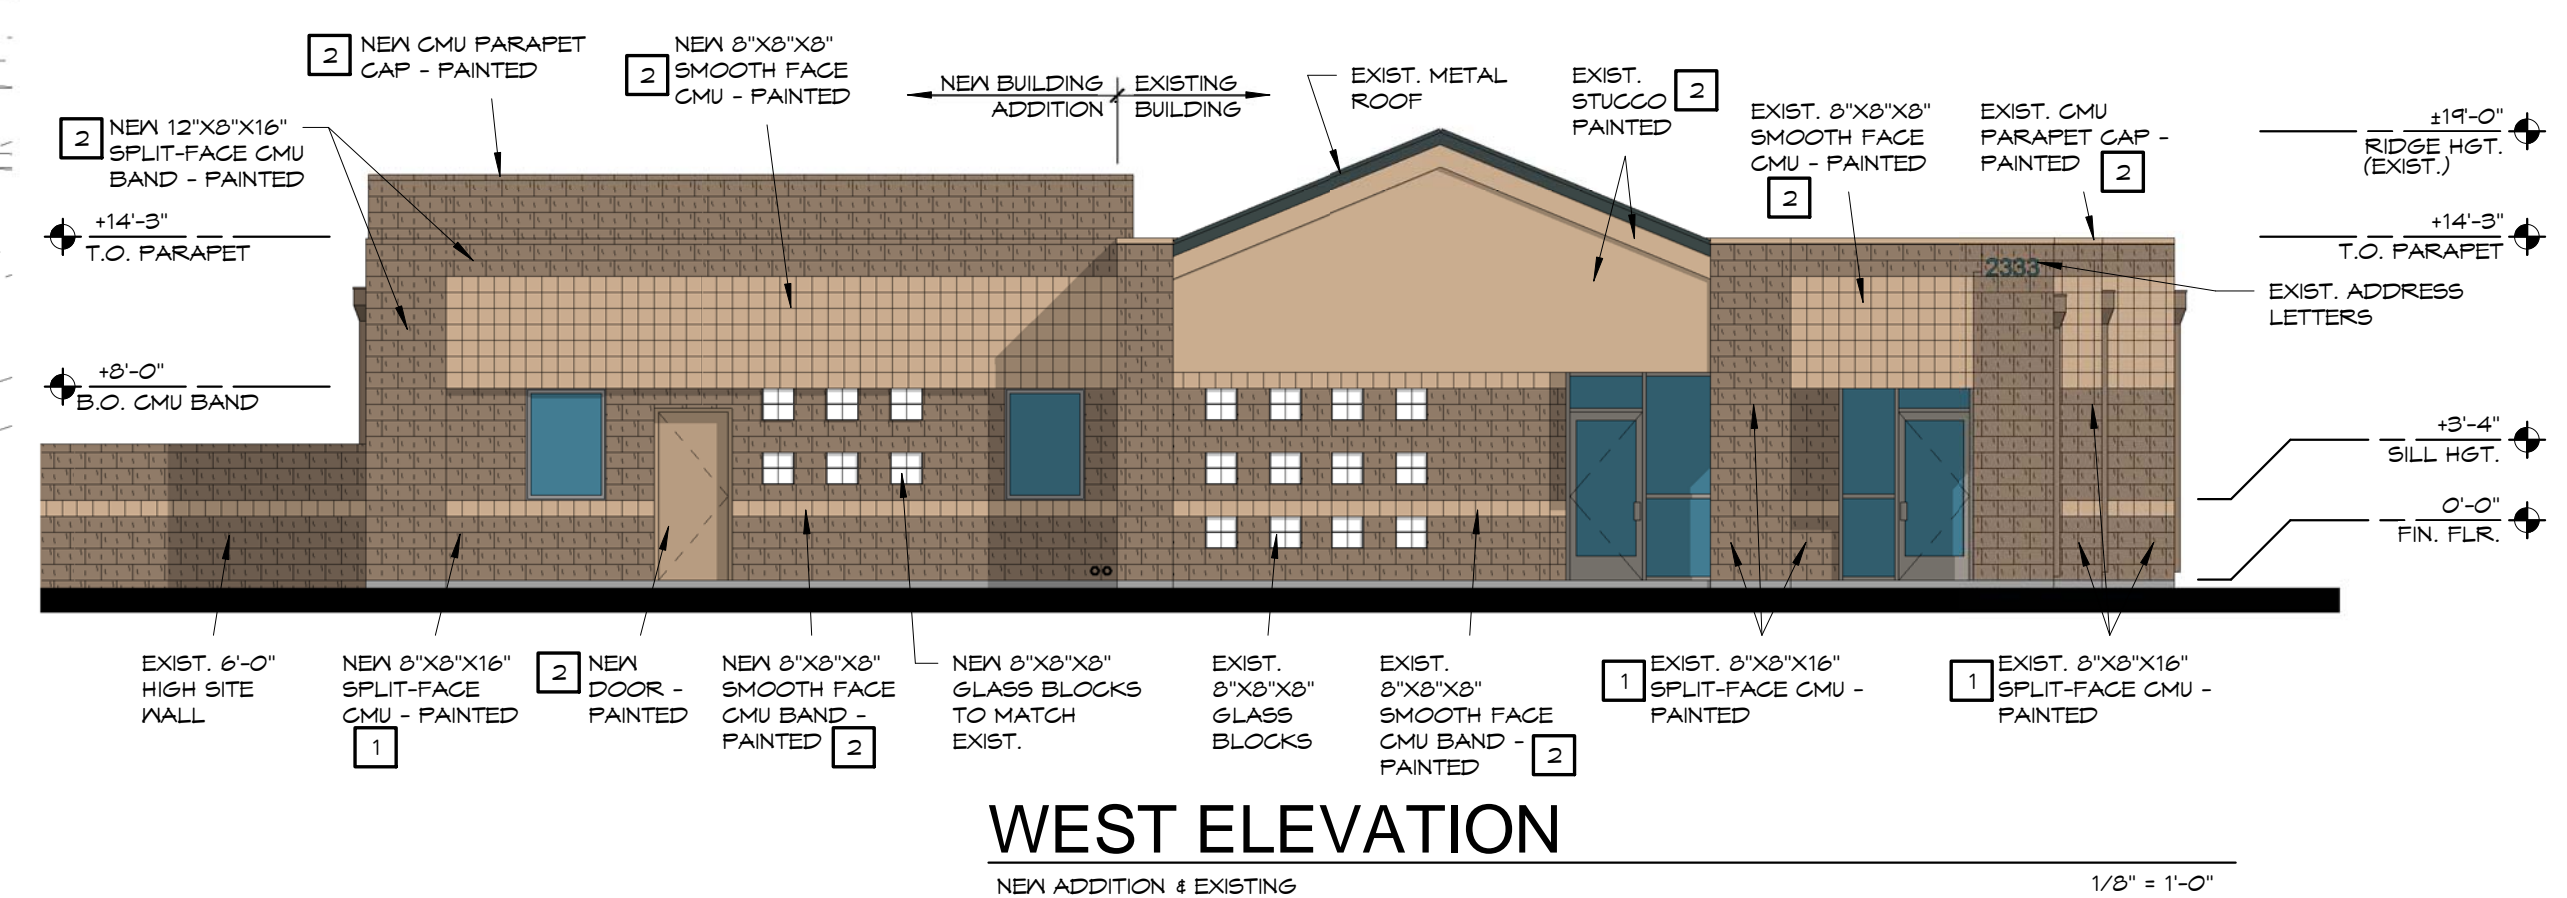 2
NEW CMU PARAPET
CAP - PAINTED
2
NEW 8"X8"X8"
SMOOTH FACE
CMU - PAINTED
NEW BUILDING
ADDITION
EXISTING
BUILDING
EXIST. METAL
ROOF
EXIST.
STUCCO
PAINTED
2
EXIST. 8"X8"X8"
SMOOTH FACE
CMU - PAINTED
2
EXIST. CMU
PARAPET CAP -
PAINTED
2
±19'-0"
RIDGE HGT.
(EXIST.)
2
NEW 12"X8"X16"
SPLIT-FACE CMU
BAND - PAINTED
+14'-3"
T.O. PARAPET
+14'-3"
T.O. PARAPET
2333
EXIST. ADDRESS
LETTERS
+8'-0"
B.O. CMU BAND
+3'-4"
SILL HGT.
0'-0"
FIN. FLR.
EXIST. 6'-0"
HIGH SITE
WALL
NEW 8"X8"X16"
SPLIT-FACE
CMU - PAINTED
1
2
NEW
DOOR -
PAINTED
NEW 8"X8"X8"
SMOOTH FACE
CMU BAND -
PAINTED
2
NEW 8"X8"X8"
GLASS BLOCKS
TO MATCH
EXIST.
EXIST.
8"X8"X8"
GLASS
BLOCKS
EXIST.
8"X8"X8"
SMOOTH FACE
CMU BAND -
PAINTED
2
1
EXIST. 8"X8"X16"
SPLIT-FACE CMU -
PAINTED
1
EXIST. 8"X8"X16"
SPLIT-FACE CMU -
PAINTED
WEST ELEVATION
NEW ADDITION & EXISTING
1/8" = 1'-0"